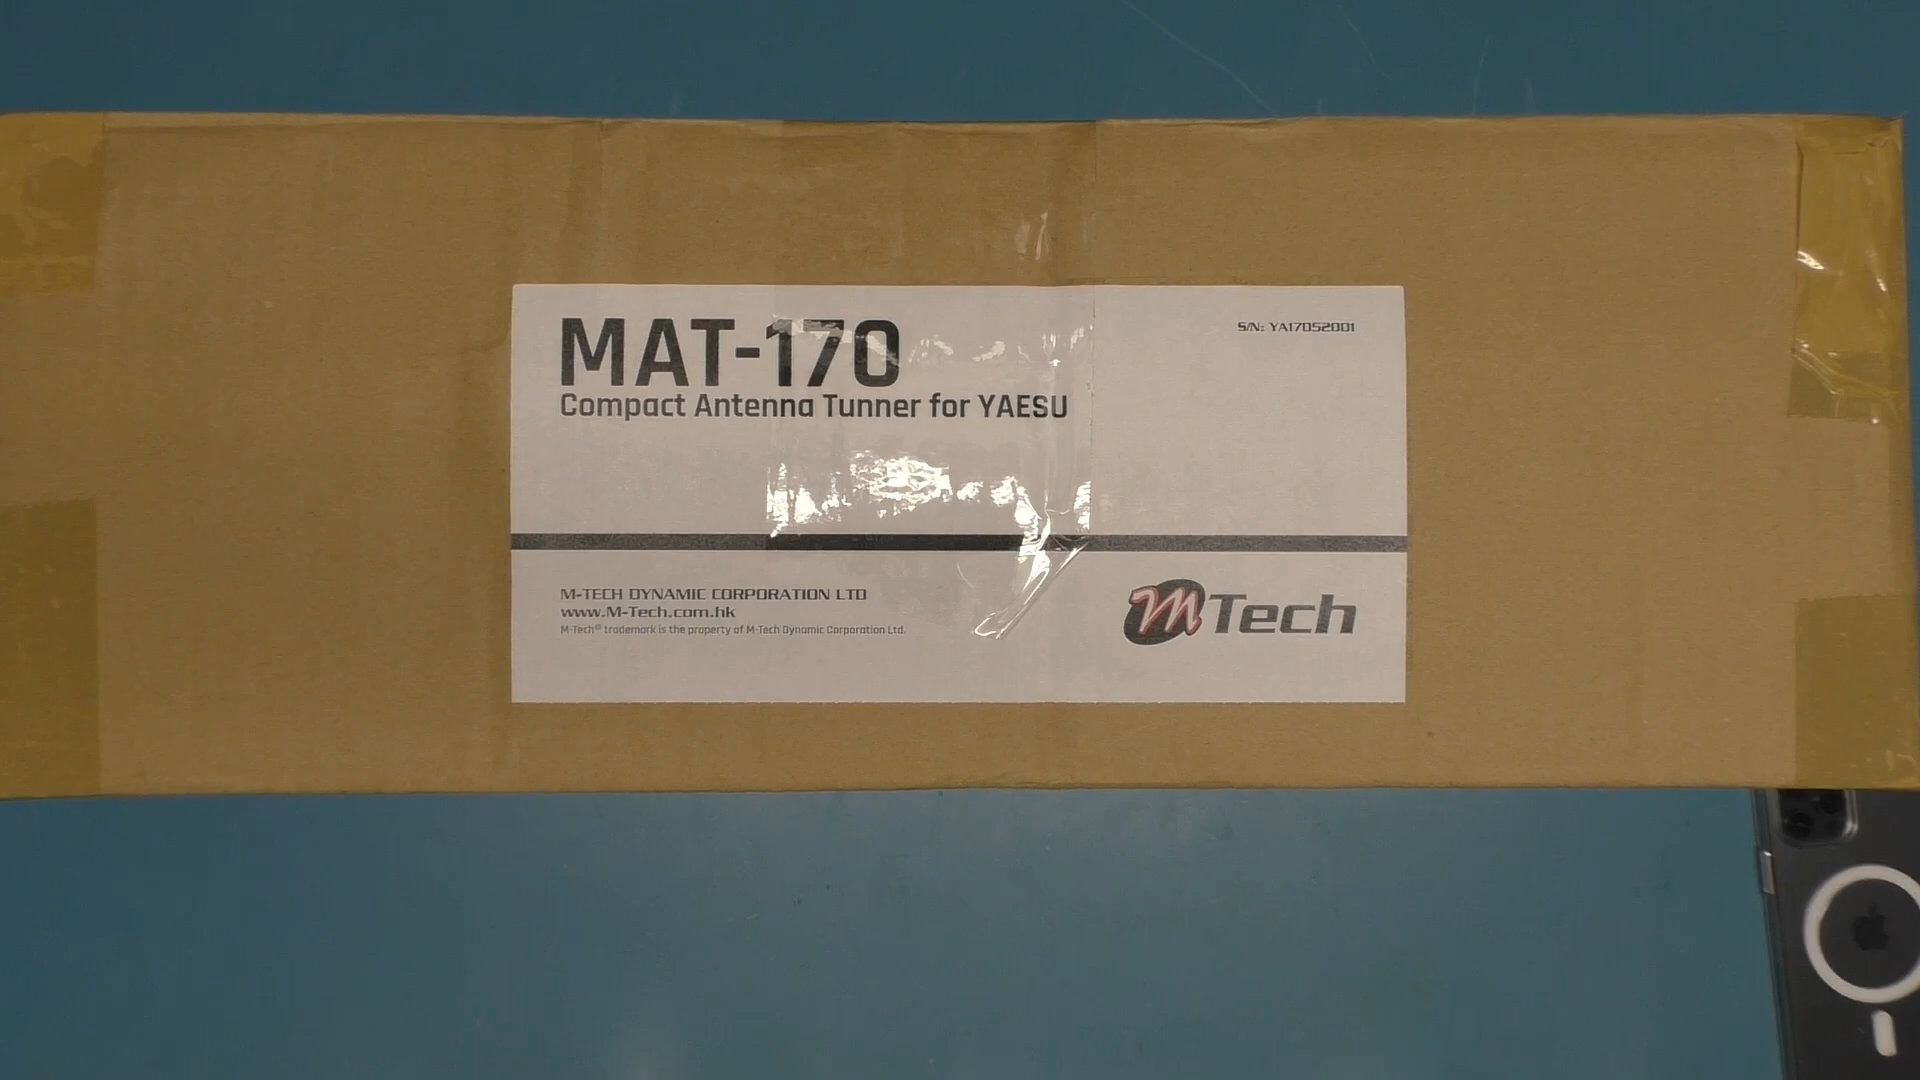 MAT-170
S/N: YA17052001
Compact Antenna Tunner for YAESU
M-TECH DYNAMIC CORPORATION LTD
www.M-Tech.com.hk
M-Tech® trademark is the property of M-Tech Dynamic Corporation Ltd.
mTech